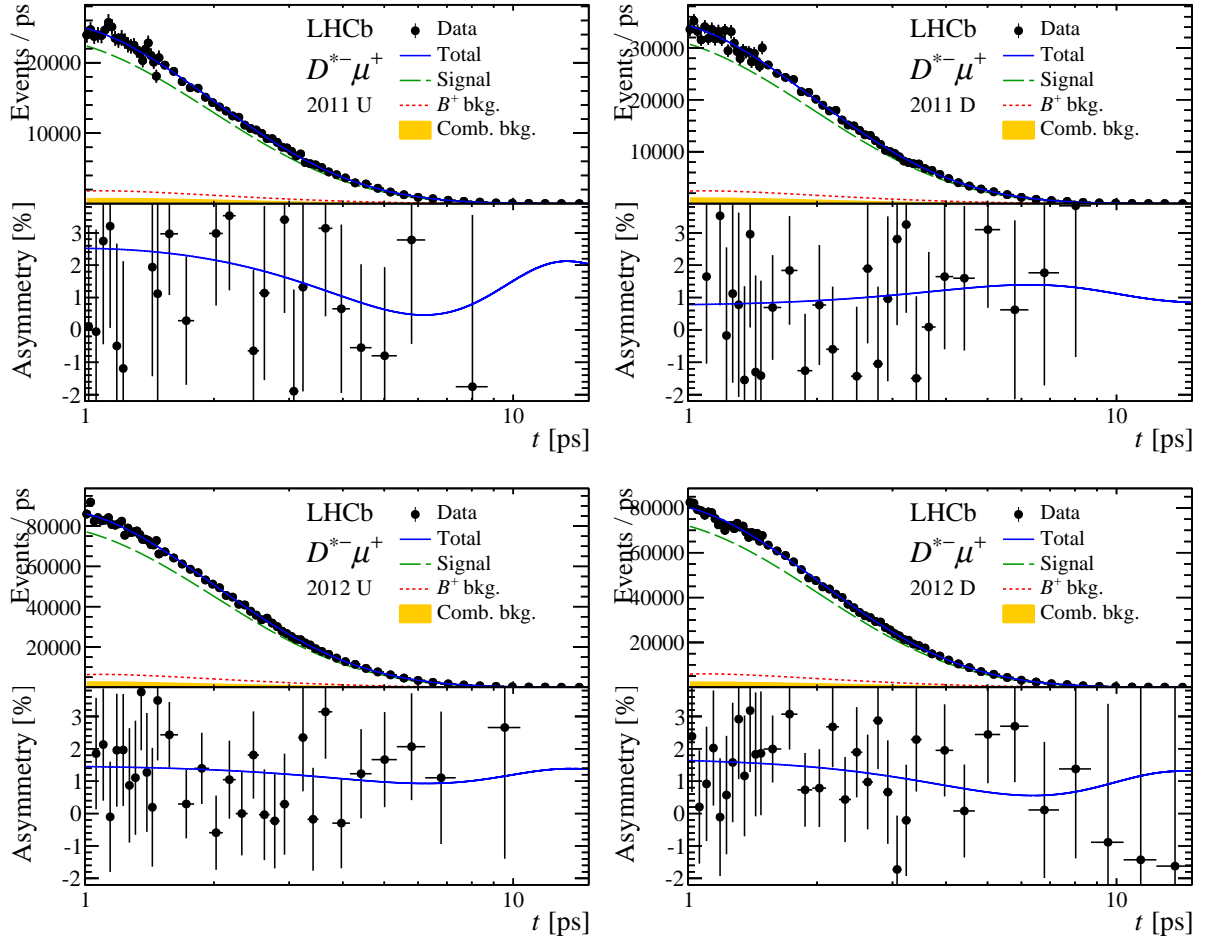 Events / ps
20000
10000
LHCb
D*−μ+
2011 U
Data
Total
Signal
B+ bkg.
Comb. bkg.
Asymmetry [%]
3
2
1
0
-1
-2
1
10
t [ps]
Events / ps
30000
20000
10000
LHCb
D*−μ+
2011 D
Data
Total
Signal
B+ bkg.
Comb. bkg.
Asymmetry [%]
3
2
1
0
-1
-2
1
10
t [ps]
Events / ps
80000
60000
40000
20000
LHCb
D*−μ+
2012 U
Data
Total
Signal
B+ bkg.
Comb. bkg.
Asymmetry [%]
3
2
1
0
-1
-2
1
10
t [ps]
Events / ps
80000
60000
40000
20000
LHCb
D*−μ+
2012 D
Data
Total
Signal
B+ bkg.
Comb. bkg.
Asymmetry [%]
3
2
1
0
-1
-2
1
10
t [ps]